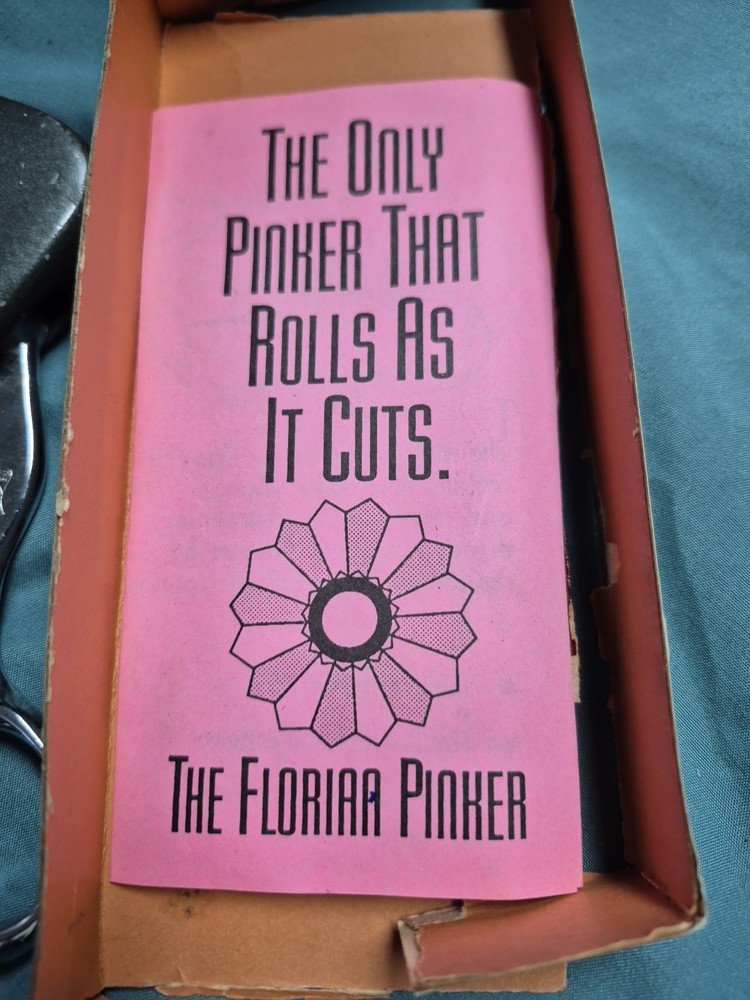 THE ONLY
PINKER THAT
ROLLS AS
IT CUTS.
THE FLORIAN PINKER